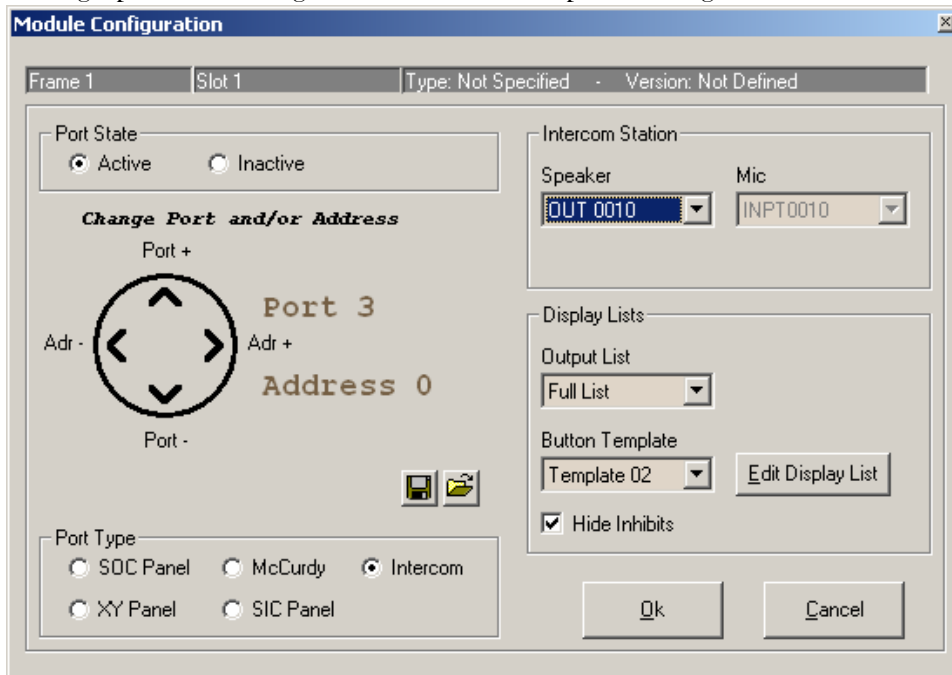 Module Configuration
Frame 1 Slot 1 Type: Not Specified - Version: Not Defined
Port State
Active Inactive
Change Port and/or Address
Port +
Adr - Adr +
Port 3
Address 0
Port -
Port Type
SOC Panel McCurdy Intercom
XY Panel SIC Panel
Intercom Station
Speaker Mic
OUT 0010 INPT0010
Display Lists
Output List
Full List
Button Template
Template 02 Edit Display List
Hide Inhibits
Ok Cancel